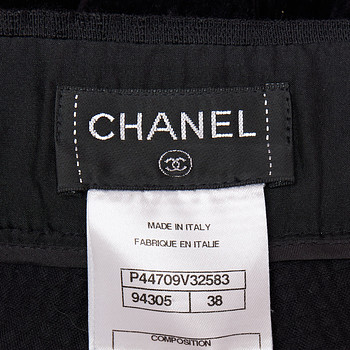 CHANEL
MADE IN ITALY
FABRIQUE EN ITALIE
P44709V32583
94305 38
COMPOSITION